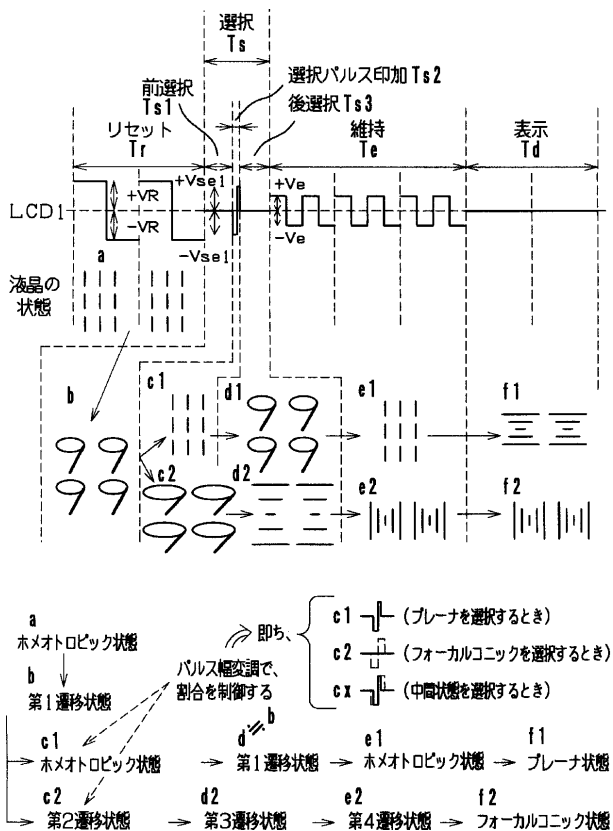 選択
Ts
選択パルス印加Ts2
前選択
Ts1
後選択Ts3
リセット
Tr
維持
Te
表示
Td
+Vse1
+Ve
LCD1
+VR
-VR
-Vse1
-Ve
a
液晶の
状態
b
c1
d1
e1
f1
c2
d2
e2
f2
a
ホメオトロピック状態
b
第1遷移状態
パルス幅変調で、
割合を制御する
即ち、
c1 (プレーナを選択するとき)
c2 (フォーカルコニックを選択するとき)
cx (中間状態を選択するとき)
c1
ホメオトロピック状態
d
b
第1遷移状態
e1
ホメオトロピック状態
f1
プレーナ状態
c2
第2遷移状態
d2
第3遷移状態
e2
第4遷移状態
f2
フォーカルコニック状態